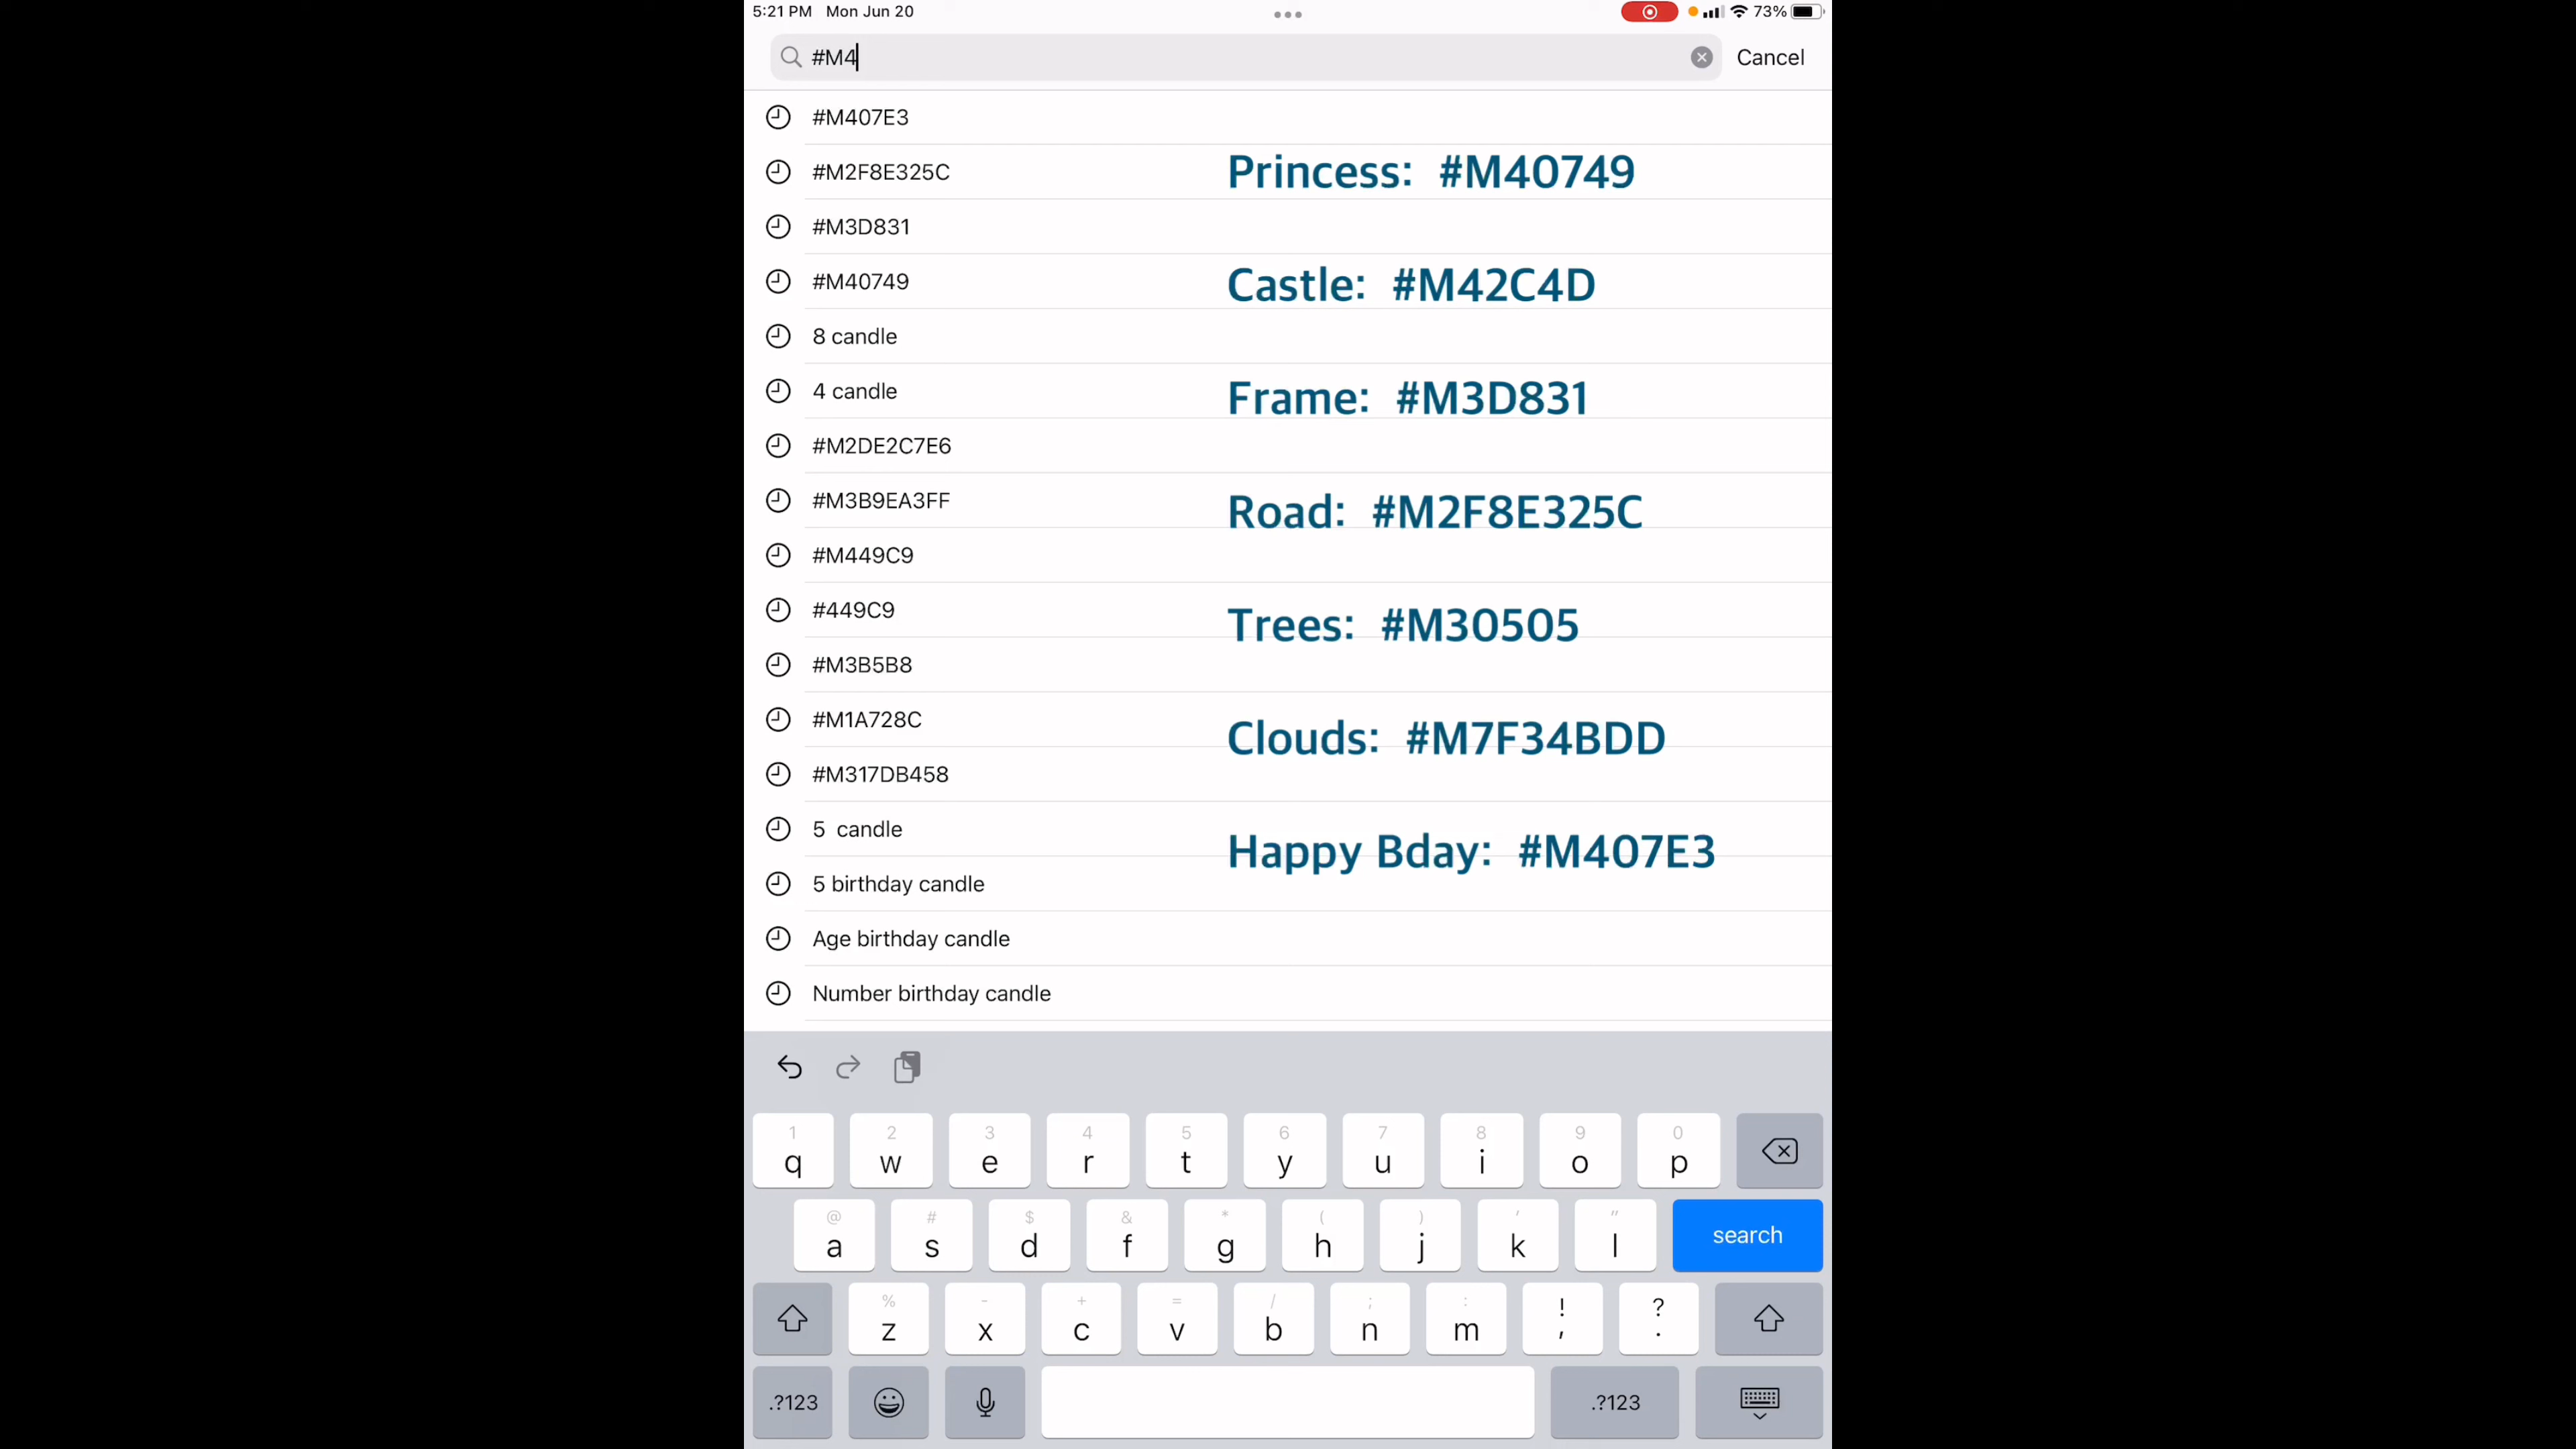 5:21 PM Mon Jun 20
73%
#M4
Cancel
#M407E3
#M2F8E325C
#M3D831
#M40749
8 candle
4 candle
#M2DE2C7E6
#M3B9EA3FF
#M449C9
#449C9
#M3B5B8
#M1A728C
#M317DB458
5 candle
5 birthday candle
Age birthday candle
Number birthday candle
Princess: #M40749
Castle: #M42C4D
Frame: #M3D831
Road: #M2F8E325C
Trees: #M30505
Clouds: #M7F34BDD
Happy Bday: #M407E3
1 2 3 4 5 6 7 8 9 0
q w e r t y u i o p
@ # $ & * ( ) ' "
a s d f g h j k l search
% - + = / ; : ! ?
z x c v b n m , .
.?123 .?123